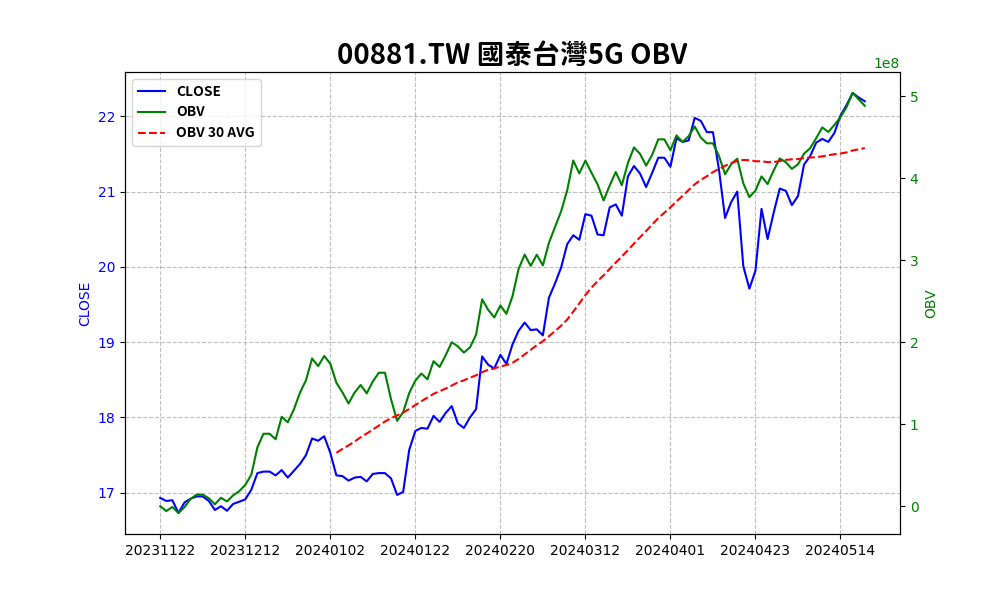 00881.TW 國泰台灣5G OBV
1e8
CLOSE
OBV
OBV 30 AVG
22
21
20
19
18
17
CLOSE
5
4
3
2
1
0
OBV
20231122 20231212 20240102 20240122 20240220 20240312 20240401 20240423 20240514